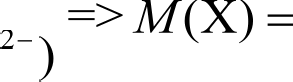 ²⁻) => M(X) =